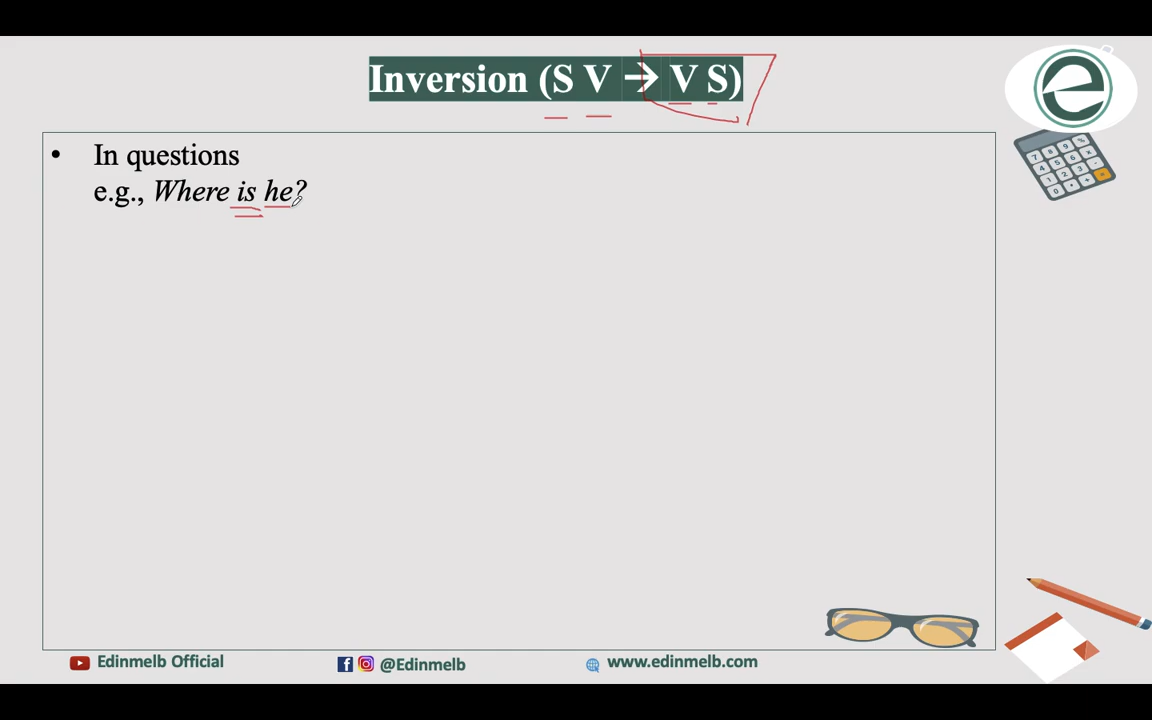 Inversion (S V → V S)
• In questions
e.g., Where is he?
Edinmelb Official
@Edinmelb
www.edinmelb.com